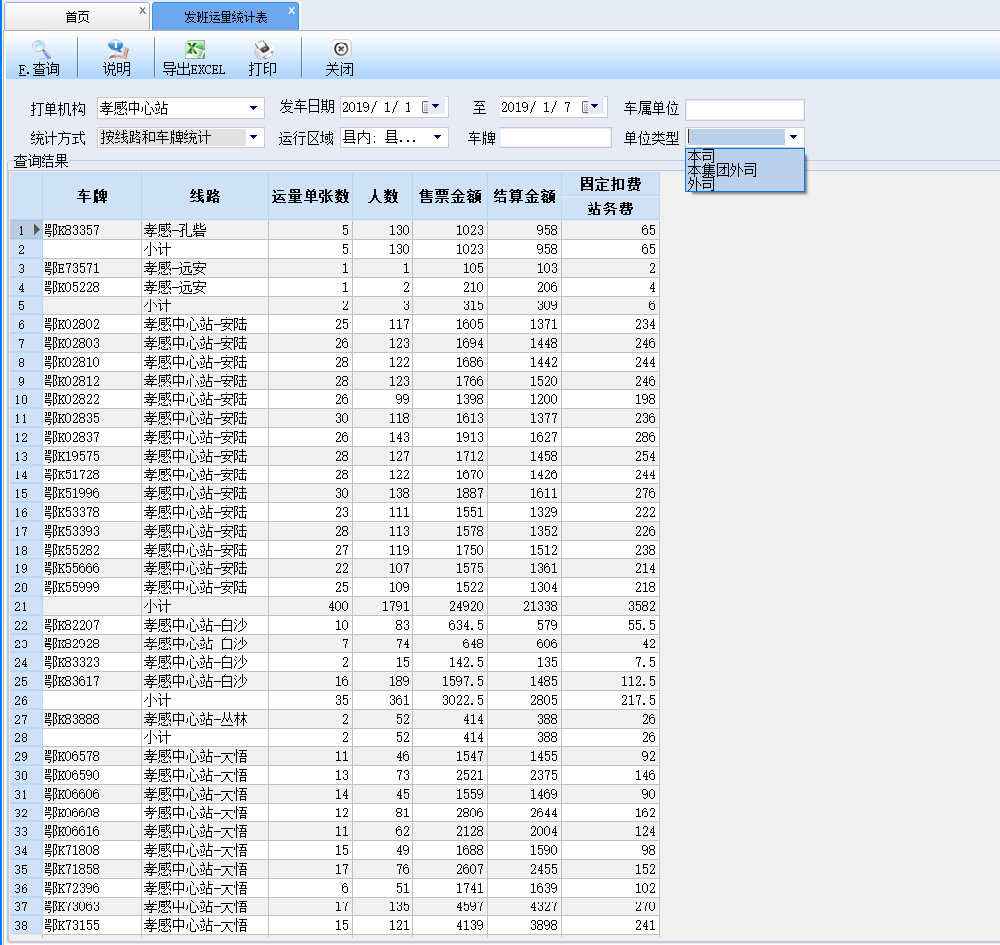 首页 x 发班运量统计表 x
F.查询 说明 导出EXCEL 打印 关闭
打单机构 孝感中心站 发车日期 2019/ 1/ 1 至 2019/ 1/ 7 车属单位
统计方式 按线路和车牌统计 运行区域 县内；县... 车牌 单位类型
本司
本集团外司
外司
查询结果
车牌 线路 运量单张数 人数 售票金额 结算金额 固定扣费
站务费
1 鄂K83357 孝感-孔砦 5 130 1023 958 65
2 小计 5 130 1023 958 65
3 鄂E73571 孝感-远安 1 1 105 103 2
4 鄂K05228 孝感-远安 1 2 210 206 4
5 小计 2 3 315 309 6
6 鄂K02802 孝感中心站-安陆 25 117 1605 1371 234
7 鄂K02803 孝感中心站-安陆 26 123 1694 1448 246
8 鄂K02810 孝感中心站-安陆 28 122 1686 1442 244
9 鄂K02812 孝感中心站-安陆 28 123 1766 1520 246
10 鄂K02822 孝感中心站-安陆 26 99 1398 1200 198
11 鄂K02835 孝感中心站-安陆 30 118 1613 1377 236
12 鄂K02837 孝感中心站-安陆 26 143 1913 1627 286
13 鄂K19575 孝感中心站-安陆 28 127 1712 1458 254
14 鄂K51728 孝感中心站-安陆 28 122 1670 1426 244
15 鄂K51996 孝感中心站-安陆 30 138 1887 1611 276
16 鄂K53378 孝感中心站-安陆 23 111 1551 1329 222
17 鄂K53393 孝感中心站-安陆 28 113 1578 1352 226
18 鄂K55282 孝感中心站-安陆 27 119 1750 1512 238
19 鄂K55666 孝感中心站-安陆 22 107 1575 1361 214
20 鄂K55999 孝感中心站-安陆 25 109 1522 1304 218
21 小计 400 1791 24920 21338 3582
22 鄂K82207 孝感中心站-白沙 10 83 634.5 579 55.5
23 鄂K82928 孝感中心站-白沙 7 74 648 606 42
24 鄂K83323 孝感中心站-白沙 2 15 142.5 135 7.5
25 鄂K83617 孝感中心站-白沙 16 189 1597.5 1485 112.5
26 小计 35 361 3022.5 2805 217.5
27 鄂K83888 孝感中心站-丛林 2 52 414 388 26
28 小计 2 52 414 388 26
29 鄂K06578 孝感中心站-大悟 11 46 1547 1455 92
30 鄂K06590 孝感中心站-大悟 13 73 2521 2375 146
31 鄂K06606 孝感中心站-大悟 14 45 1559 1469 90
32 鄂K06608 孝感中心站-大悟 12 81 2806 2644 162
33 鄂K06616 孝感中心站-大悟 11 62 2128 2004 124
34 鄂K71808 孝感中心站-大悟 15 49 1688 1590 98
35 鄂K71858 孝感中心站-大悟 17 76 2607 2455 152
36 鄂K72396 孝感中心站-大悟 6 51 1741 1639 102
37 鄂K73063 孝感中心站-大悟 17 135 4597 4327 270
38 鄂K73155 孝感中心站-大悟 15 121 4139 3898 241